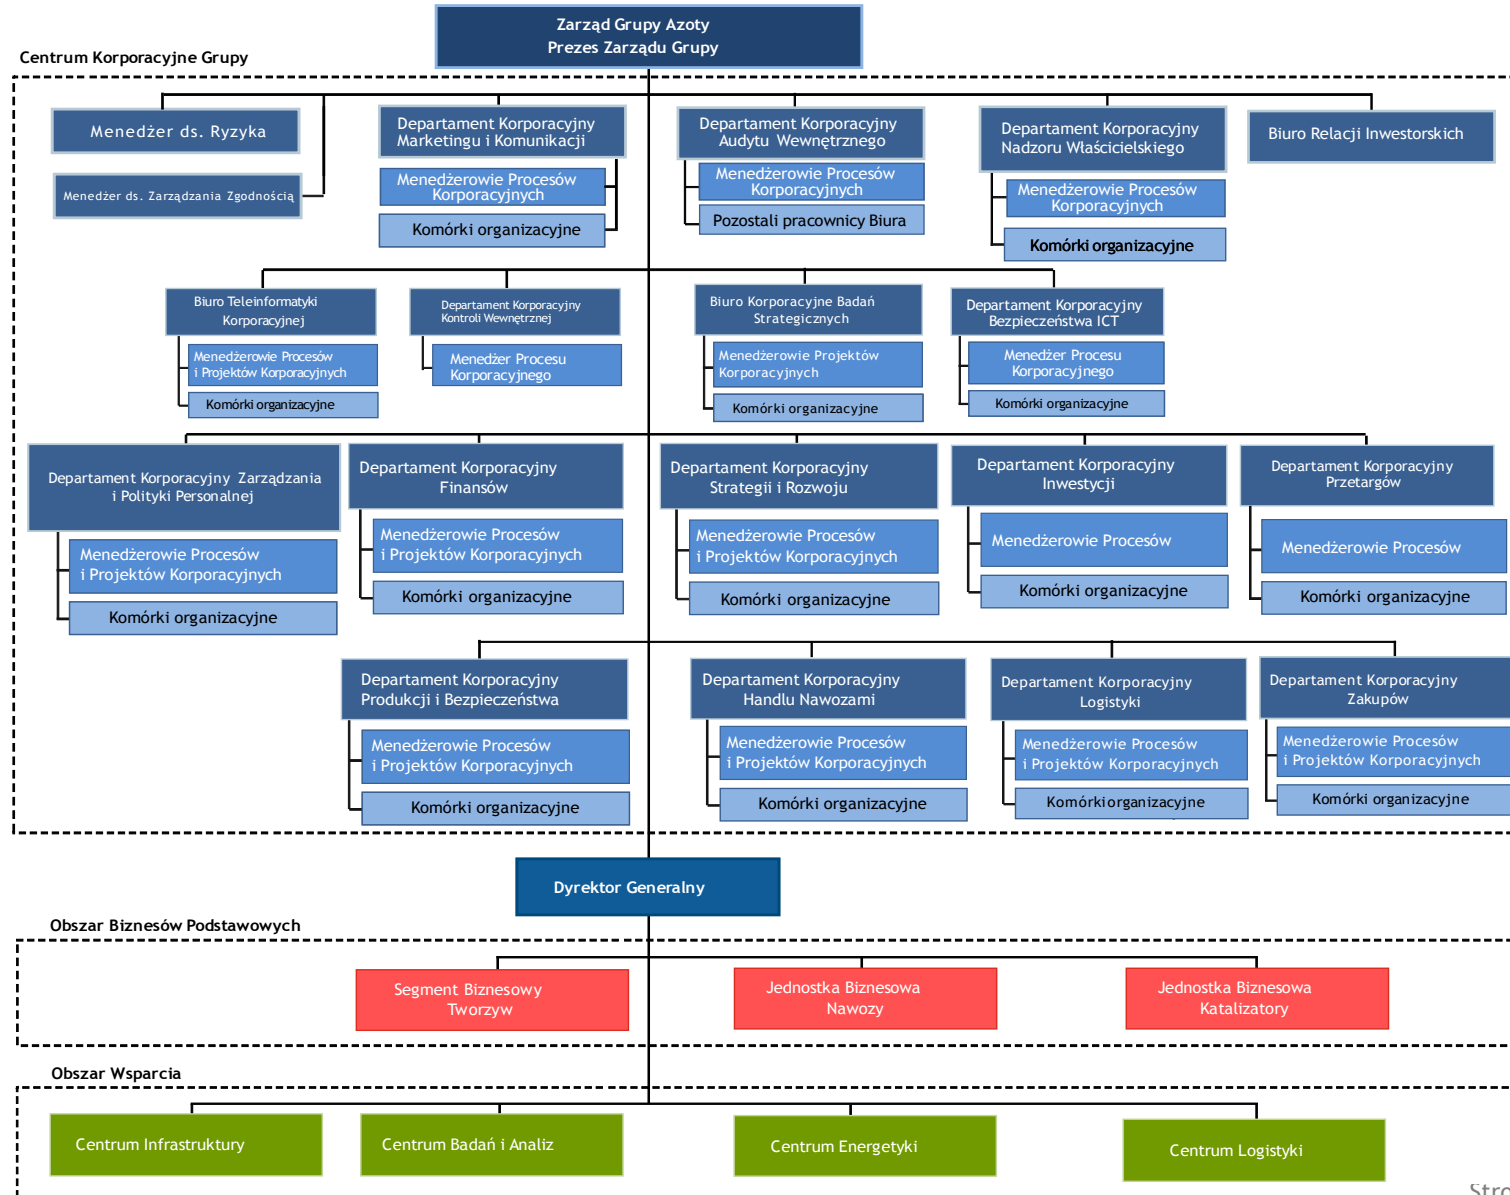 Zarząd Grupy Azoty
Prezes Zarządu Grupy
Centrum Korporacyjne Grupy
Menedżer ds. Ryzyka
Menedżer ds. Zarządzania Zgodnością
Departament Korporacyjny
Marketingu i Komunikacji
Menedżerowie Procesów
Korporacyjnych
Komórki organizacyjne
Departament Korporacyjny
Audytu Wewnętrznego
Menedżerowie Procesów
Korporacyjnych
Pozostali pracownicy Biura
Departament Korporacyjny
Nadzoru Właścicielskiego
Menedżerowie Procesów
Korporacyjnych
Komórki organizacyjne
Biuro Relacji Inwestorskich
Biuro Teleinformatyki
Korporacyjnej
Menedżerowie Procesów
i Projektów Korporacyjnych
Komórki organizacyjne
Departament Korporacyjny
Kontroli Wewnętrznej
Menedżer Procesu
Korporacyjnego
Biuro Korporacyjne Badań
Strategicznych
Menedżerowie Projektów
Korporacyjnych
Komórki organizacyjne
Departament Korporacyjny
Bezpieczeństwa ICT
Menedżer Procesu
Korporacyjnego
Komórki organizacyjne
Departament Korporacyjny Zarządzania
i Polityki Personalnej
Menedżerowie Procesów
i Projektów Korporacyjnych
Komórki organizacyjne
Departament Korporacyjny
Finansów
Menedżerowie Procesów
i Projektów Korporacyjnych
Komórki organizacyjne
Departament Korporacyjny
Strategii i Rozwoju
Menedżerowie Procesów
i Projektów Korporacyjnych
Komórki organizacyjne
Departament Korporacyjny
Inwestycji
Menedżerowie Procesów
Komórki organizacyjne
Departament Korporacyjny
Przetargów
Menedżerowie Procesów
Komórki organizacyjne
Departament Korporacyjny
Produkcji i Bezpieczeństwa
Menedżerowie Procesów
i Projektów Korporacyjnych
Komórki organizacyjne
Departament Korporacyjny
Handlu Nawozami
Menedżerowie Procesów
i Projektów Korporacyjnych
Komórki organizacyjne
Departament Korporacyjny
Logistyki
Menedżerowie Procesów
i Projektów Korporacyjnych
Komórki organizacyjne
Departament Korporacyjny
Zakupów
Menedżerowie Procesów
i Projektów Korporacyjnych
Komórki organizacyjne
Dyrektor Generalny
Obszar Biznesów Podstawowych
Segment Biznesowy
Tworzyw
Jednostka Biznesowa
Nawozy
Jednostka Biznesowa
Katalizatory
Obszar Wsparcia
Centrum Infrastruktury
Centrum Badań i Analiz
Centrum Energetyki
Centrum Logistyki